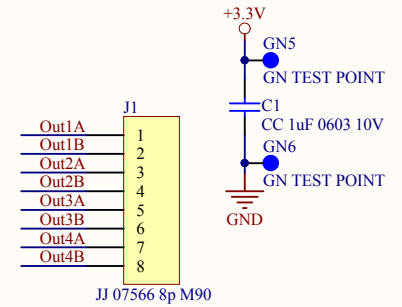 +3.3V
GN5
GN TEST POINT
C1
CC 1uF 0603 10V
GN6
GN TEST POINT
GND
J1
Out1A 1
Out1B 2
Out2A 3
Out2B 4
Out3A 5
Out3B 6
Out4A 7
Out4B 8
JJ 07566 8p M90